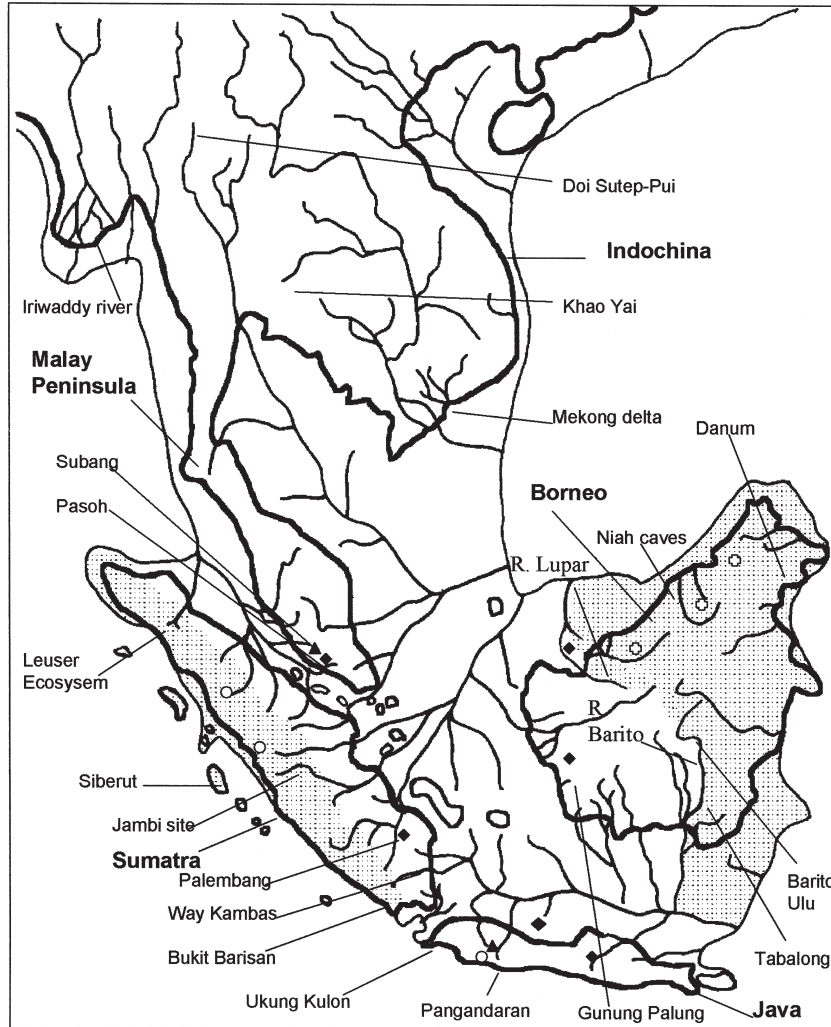 Doi Sutep-Pui
Indochina
Iriwaddy river
Khao Yai
Malay
Peninsula
Mekong delta
Danum
Subang
Borneo
Pasoh
Niah caves
R. Lupar
Leuser
Ecosysem
R.
Barito
Siberut
Jambi site
Sumatra
Palembang
Barito
Ulu
Way Kambas
Bukit Barisan
Tabalong
Ukung Kulon
Pangandaran
Gunung Palung
Java